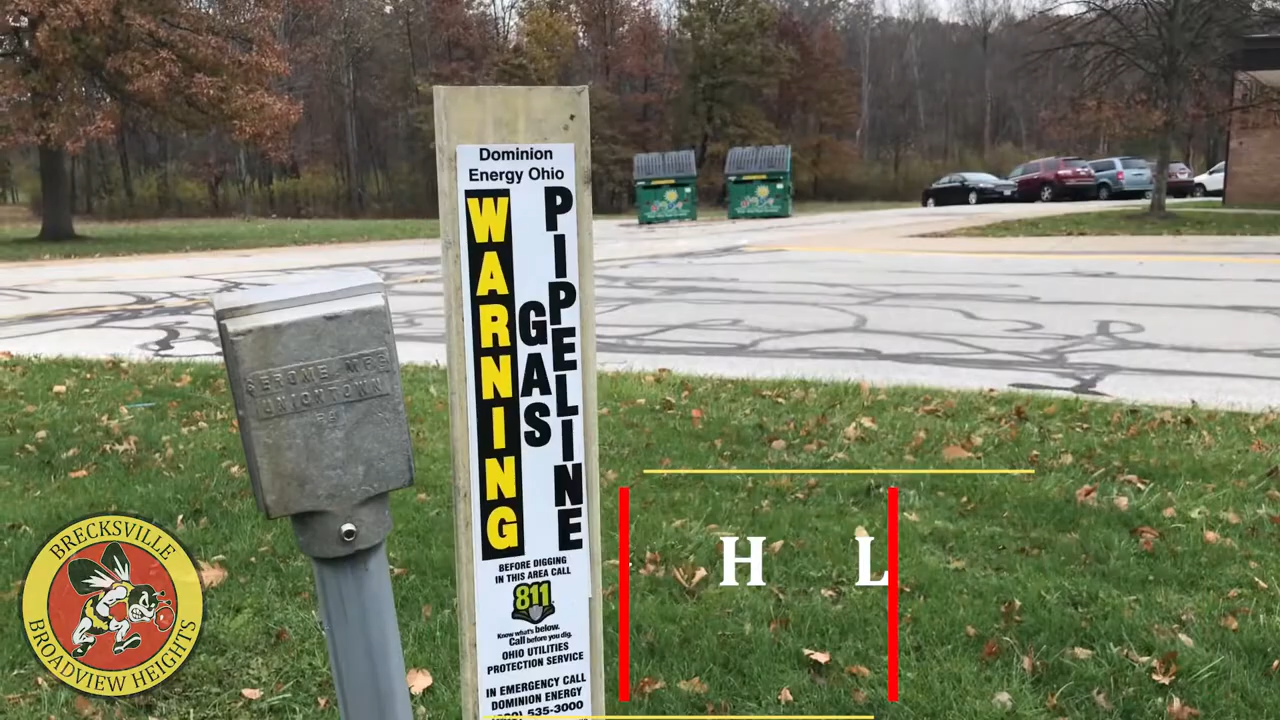 Dominion
Energy Ohio
WARNING
GAS
PIPELINE
BEFORE DIGGING
IN THIS AREA CALL
811
Know what's below.
Call before you dig.
OHIO UTILITIES
PROTECTION SERVICE
IN EMERGENCY CALL
DOMINION ENERGY
535-3000
JEROME MFG
UNIONTOWN
H L
BRECKSVILLE
BROADVIEW HEIGHTS